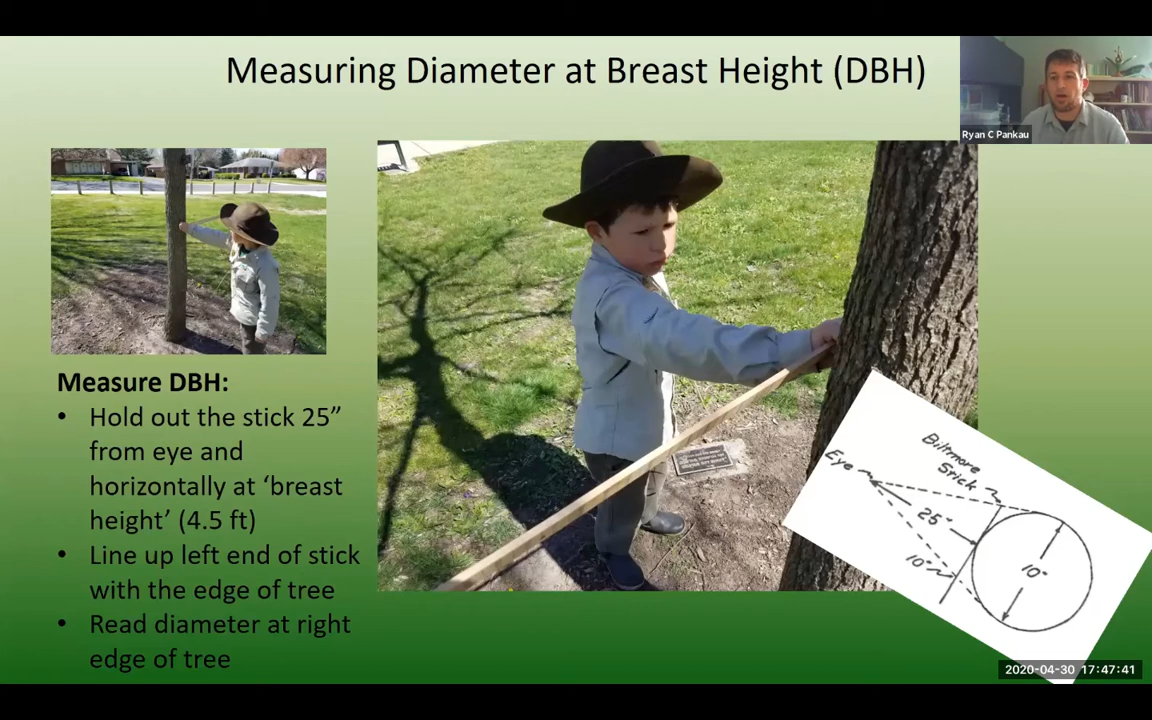 Measuring Diameter at Breast Height (DBH)
Ryan C Pankau
Measure DBH:
• Hold out the stick 25”
from eye and
horizontally at ‘breast
height’ (4.5 ft)
• Line up left end of stick
with the edge of tree
• Read diameter at right
edge of tree
Biltmore
Stick
Eye
25"
10"
10"
2020-04-30 17:47:41